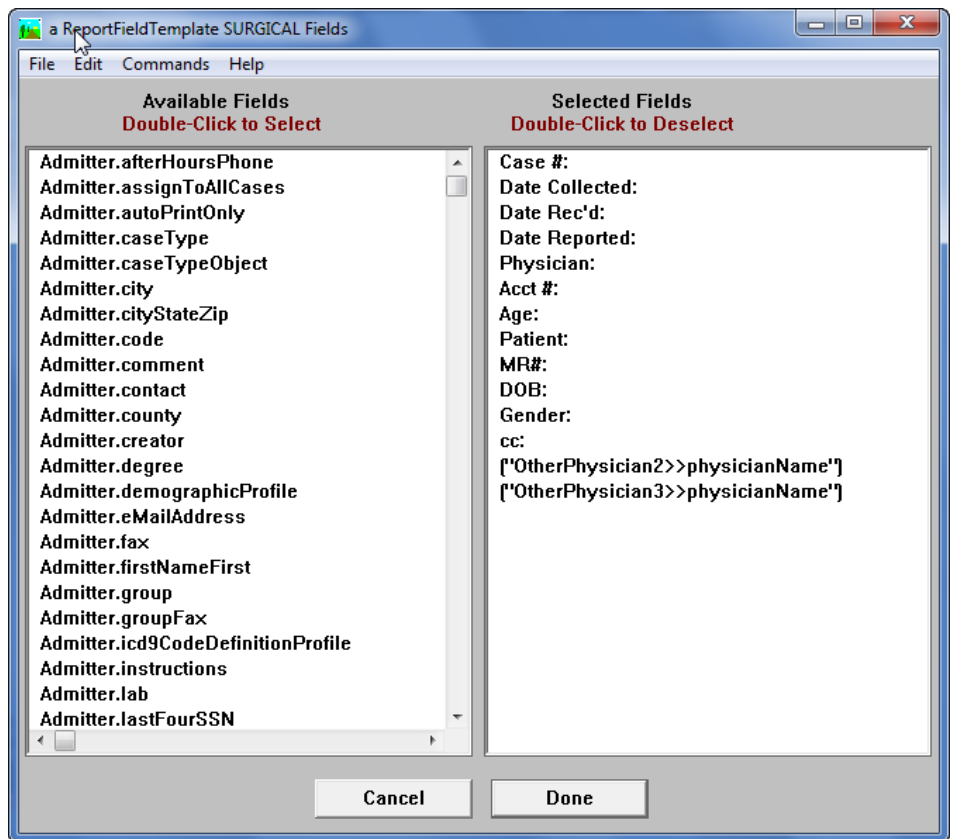 a ReportFieldTemplate SURGICAL Fields
File Edit Commands Help
Available Fields
Double-Click to Select
Admitter.afterHoursPhone
Admitter.assignToAllCases
Admitter.autoPrintOnly
Admitter.caseType
Admitter.caseTypeObject
Admitter.city
Admitter.cityStateZip
Admitter.code
Admitter.comment
Admitter.contact
Admitter.county
Admitter.creator
Admitter.degree
Admitter.demographicProfile
Admitter.eMailAddress
Admitter.fax
Admitter.firstNameFirst
Admitter.group
Admitter.groupFax
Admitter.icd9CodeDefinitionProfile
Admitter.instructions
Admitter.lab
Admitter.lastFourSSN
Selected Fields
Double-Click to Deselect
Case #:
Date Collected:
Date Rec'd:
Date Reported:
Physician:
Acct #:
Age:
Patient:
MR#:
DOB:
Gender:
cc:
("OtherPhysician2>>physicianName")
("OtherPhysician3>>physicianName")
Cancel
Done